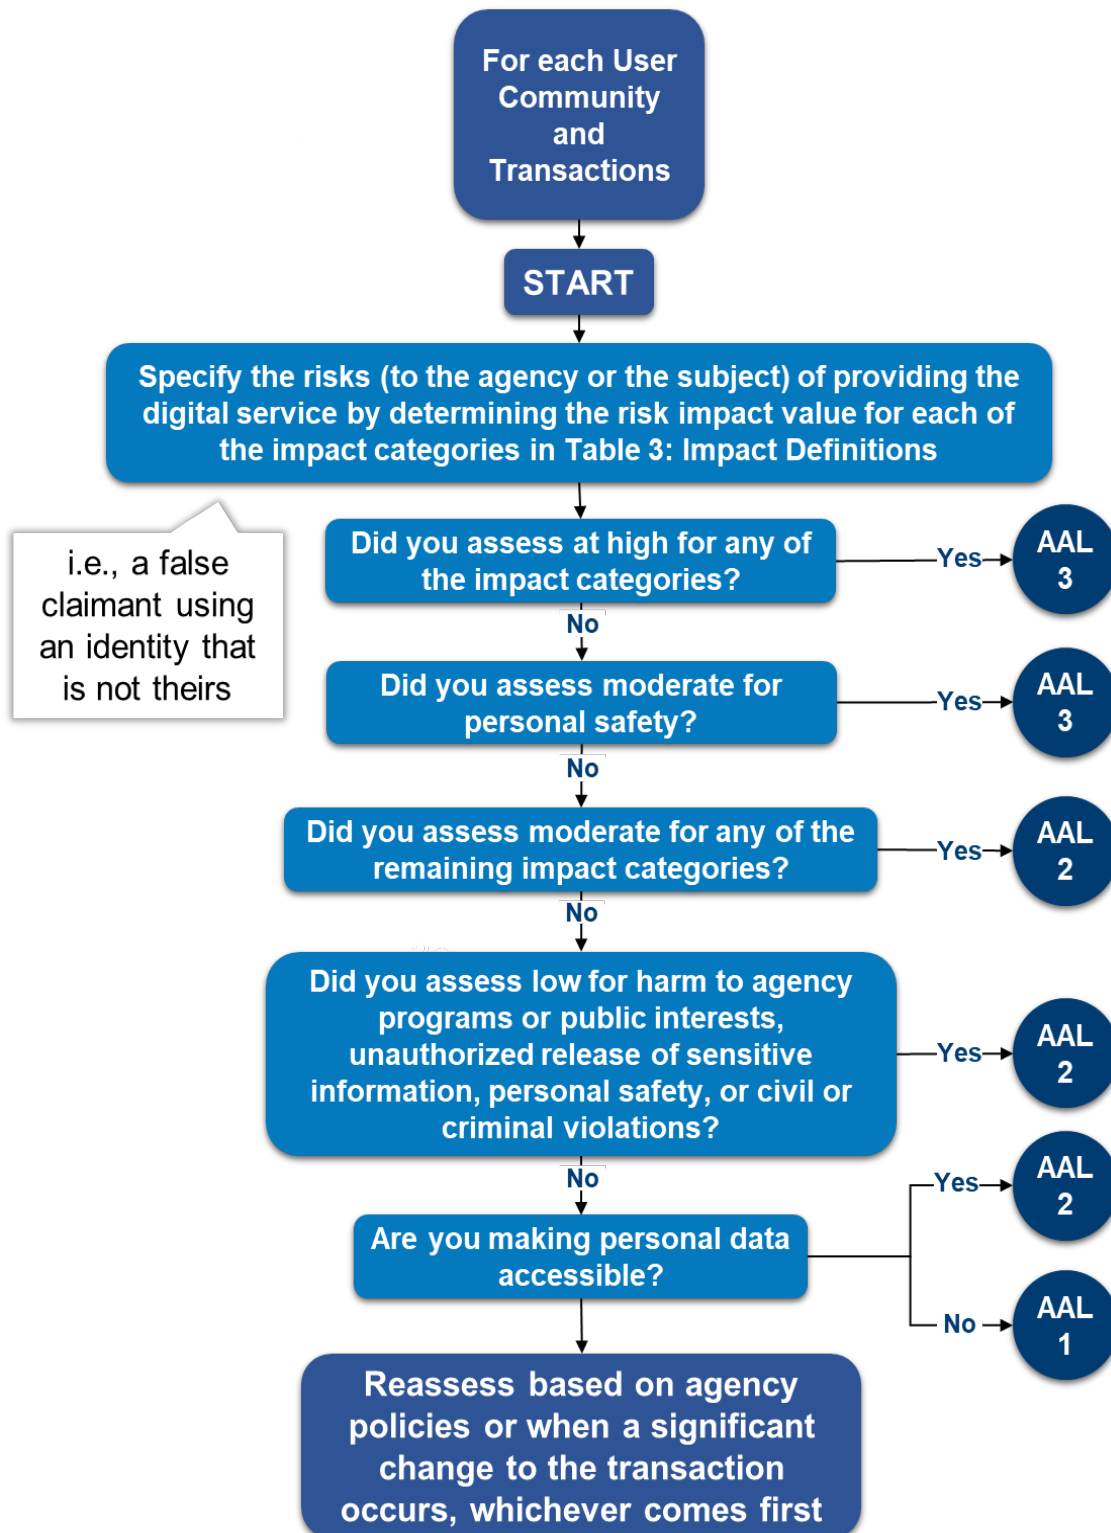 For each User
Community
and
Transactions
START
Specify the risks (to the agency or the subject) of providing the
digital service by determining the risk impact value for each of
the impact categories in Table 3: Impact Definitions
i.e., a false
claimant using
an identity that
is not theirs
Did you assess at high for any of
the impact categories?
Yes
AAL
3
No
Did you assess moderate for
personal safety?
Yes
AAL
3
No
Did you assess moderate for any of the
remaining impact categories?
Yes
AAL
2
No
Did you assess low for harm to agency
programs or public interests,
unauthorized release of sensitive
information, personal safety, or civil or
criminal violations?
Yes
AAL
2
No
Are you making personal data
accessible?
Yes
AAL
2
No
AAL
1
Reassess based on agency
policies or when a significant
change to the transaction
occurs, whichever comes first